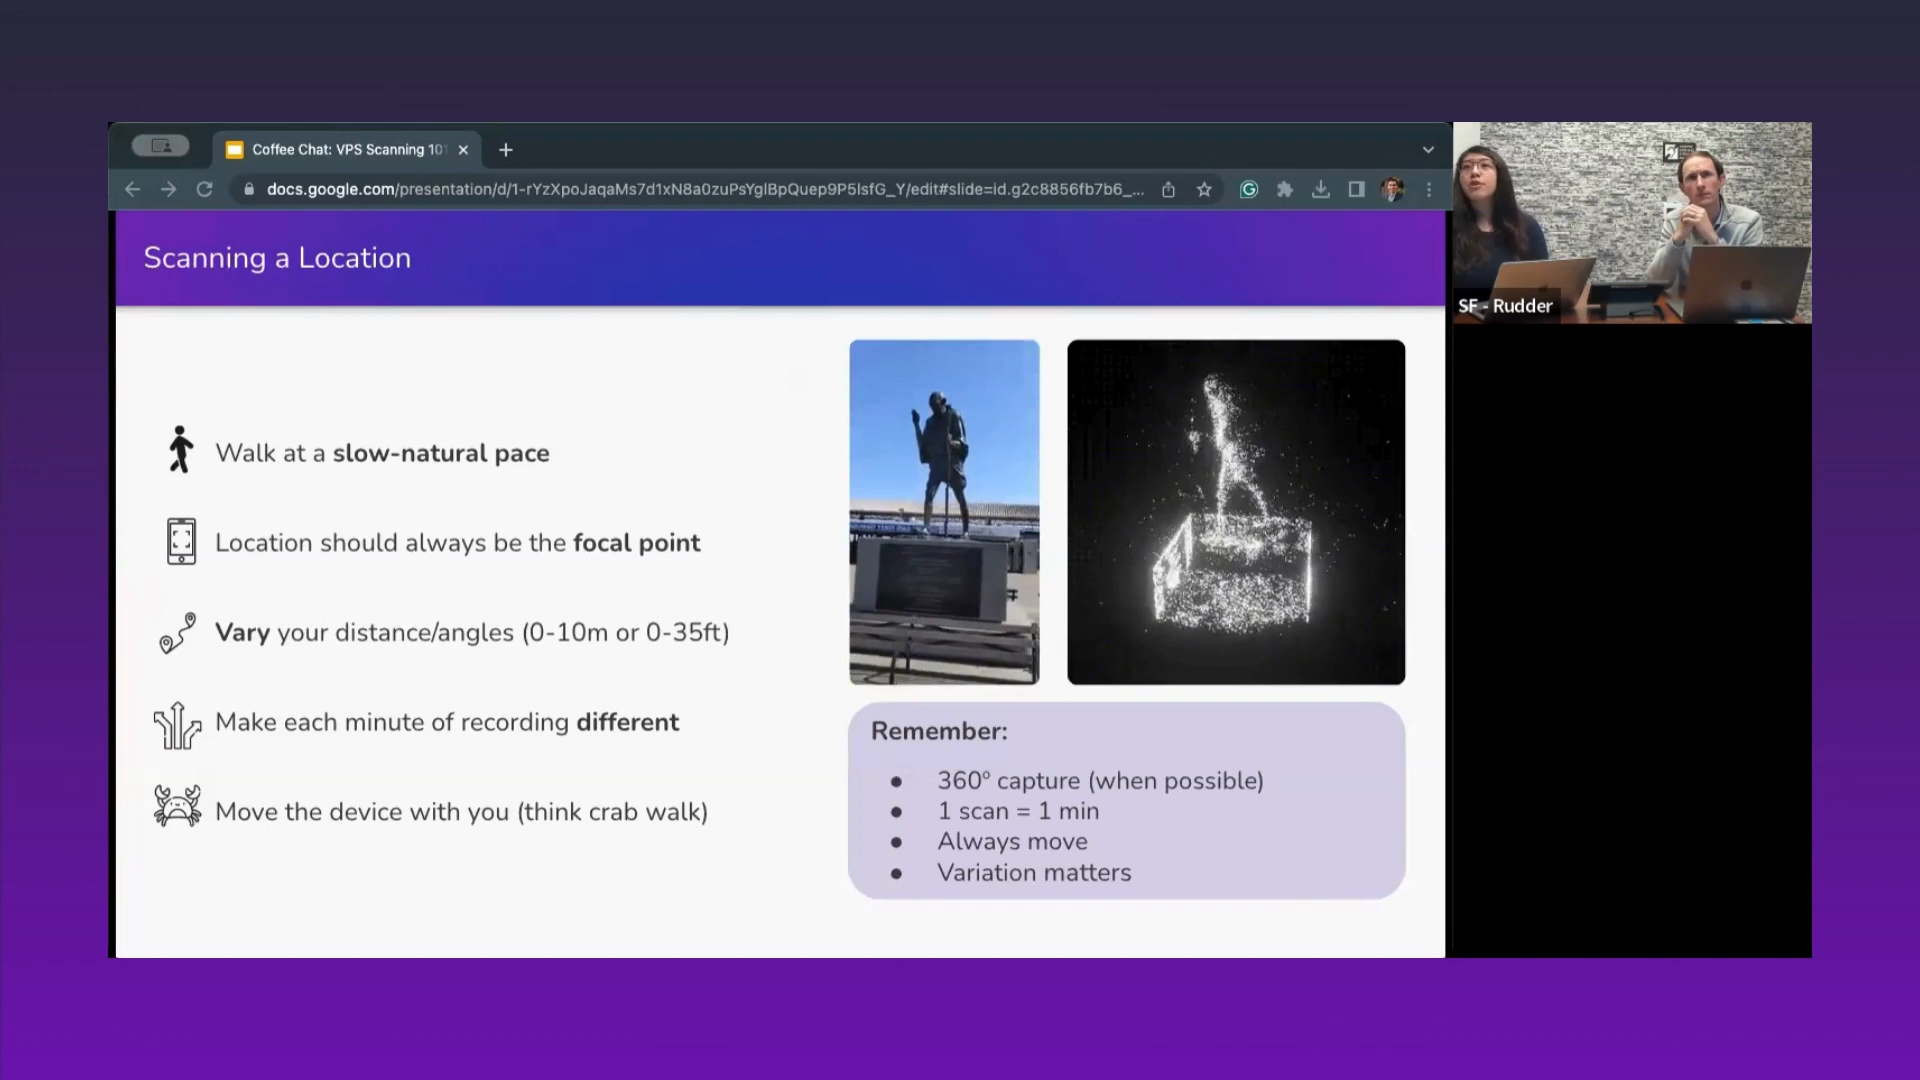 Coffee Chat: VPS Scanning 101
docs.google.com/presentation/d/1-rYzXpoJaqaMs7d1xN8a0zuPsYglBpQuep9P5lsfG_Y/edit#slide=id.g2c8856fb7b6_...
Scanning a Location
Walk at a slow-natural pace
Location should always be the focal point
Vary your distance/angles (0-10m or 0-35ft)
Make each minute of recording different
Move the device with you (think crab walk)
Remember:
● 360º capture (when possible)
● 1 scan = 1 min
● Always move
● Variation matters
SF - Rudder